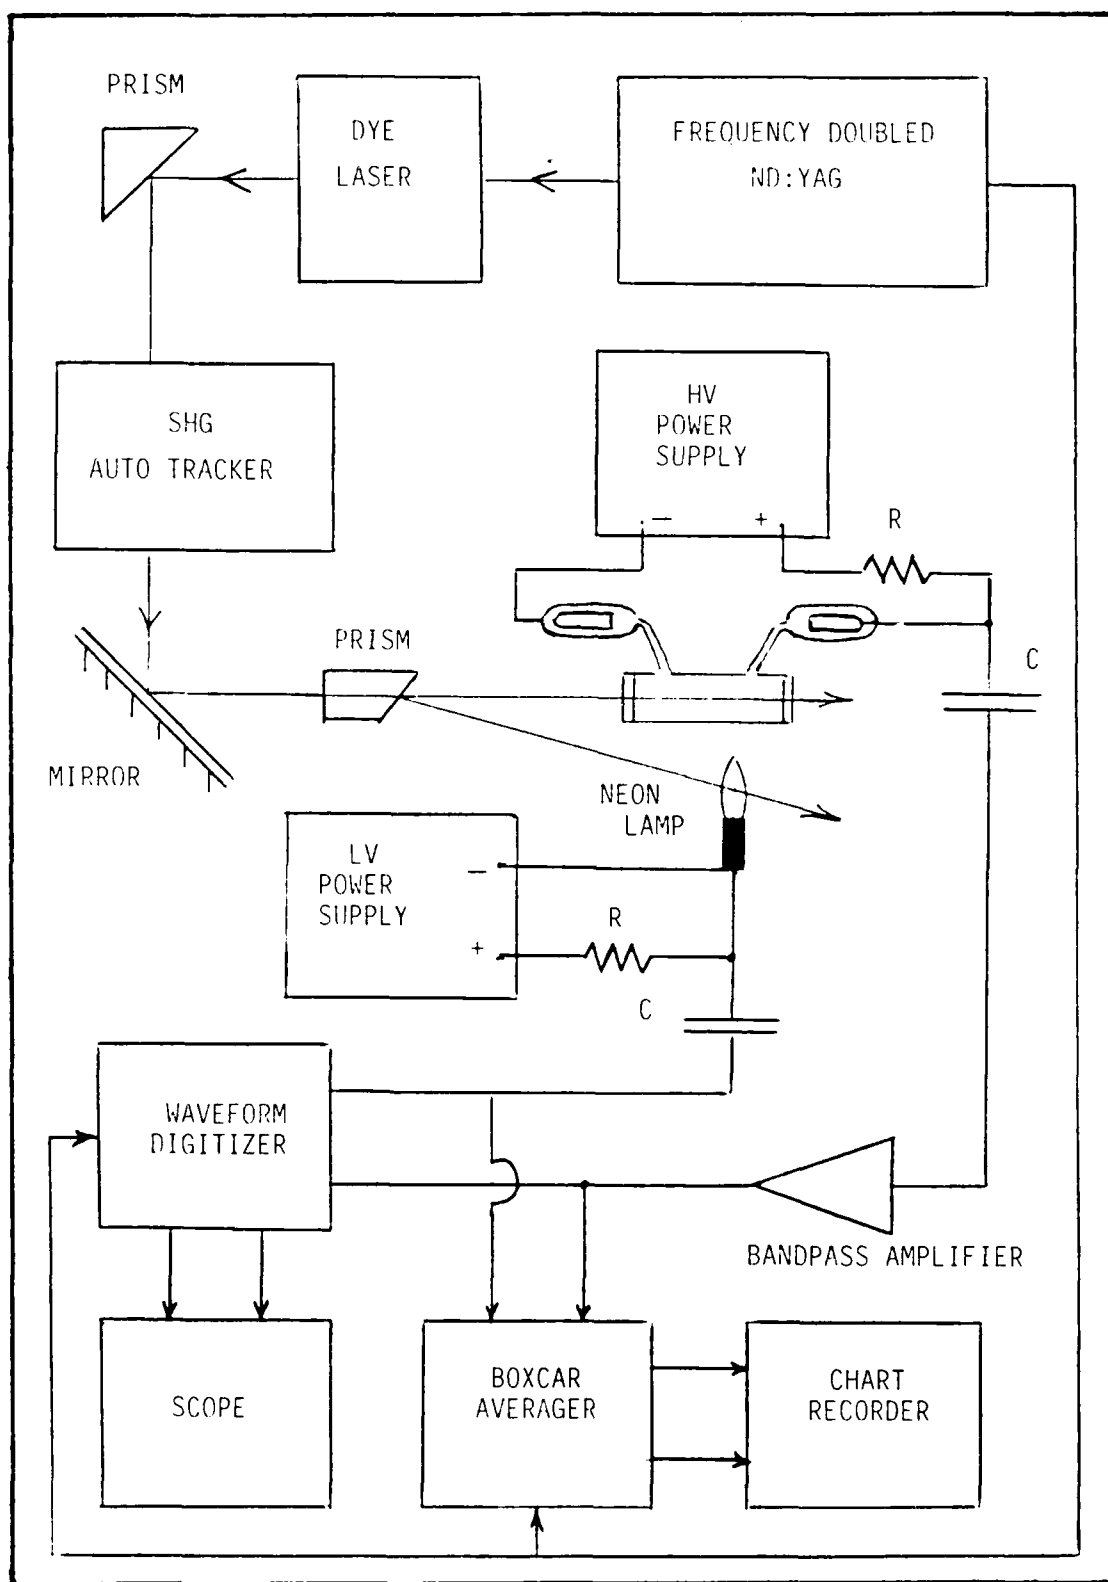 PRISM
DYE
LASER
FREQUENCY DOUBLED
ND:YAG
SHG
AUTO TRACKER
HV
POWER
SUPPLY
— +
R
PRISM
C
MIRROR
NEON
LAMP
LV
POWER
SUPPLY
—
+
R
C
WAVEFORM
DIGITIZER
BANDPASS AMPLIFIER
SCOPE
BOXCAR
AVERAGER
CHART
RECORDER